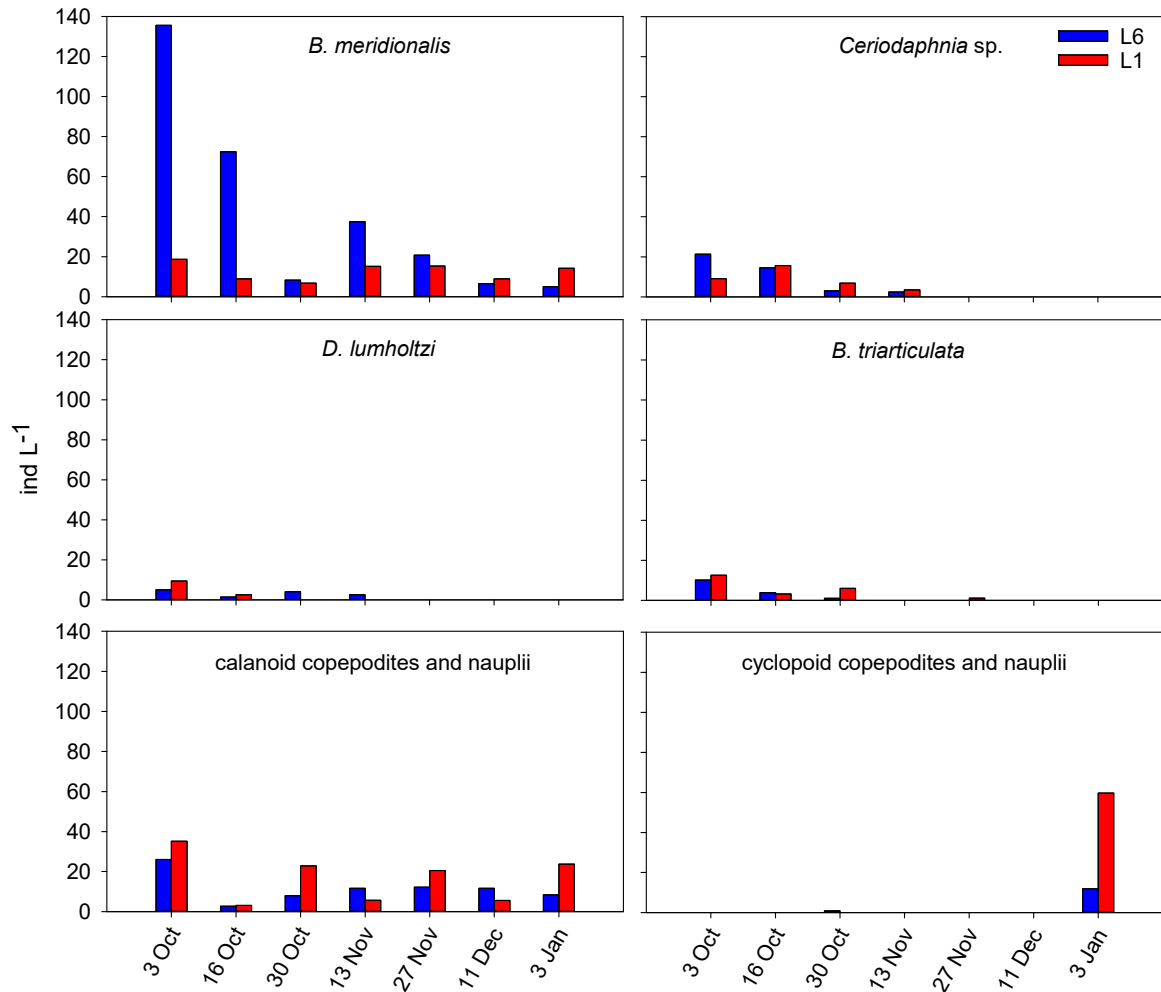 B. meridionalis
140
120
100
80
60
40
20
0
Ceriodaphnia sp.
L6
L1
D. lumholtzi
140
120
100
80
60
40
20
0
B. triarticulata
ind L-1
calanoid copepodites and nauplii
140
120
100
80
60
40
20
0
3 Oct
16 Oct
30 Oct
13 Nov
27 Nov
11 Dec
3 Jan
cyclopoid copepodites and nauplii
3 Oct
16 Oct
30 Oct
13 Nov
27 Nov
11 Dec
3 Jan